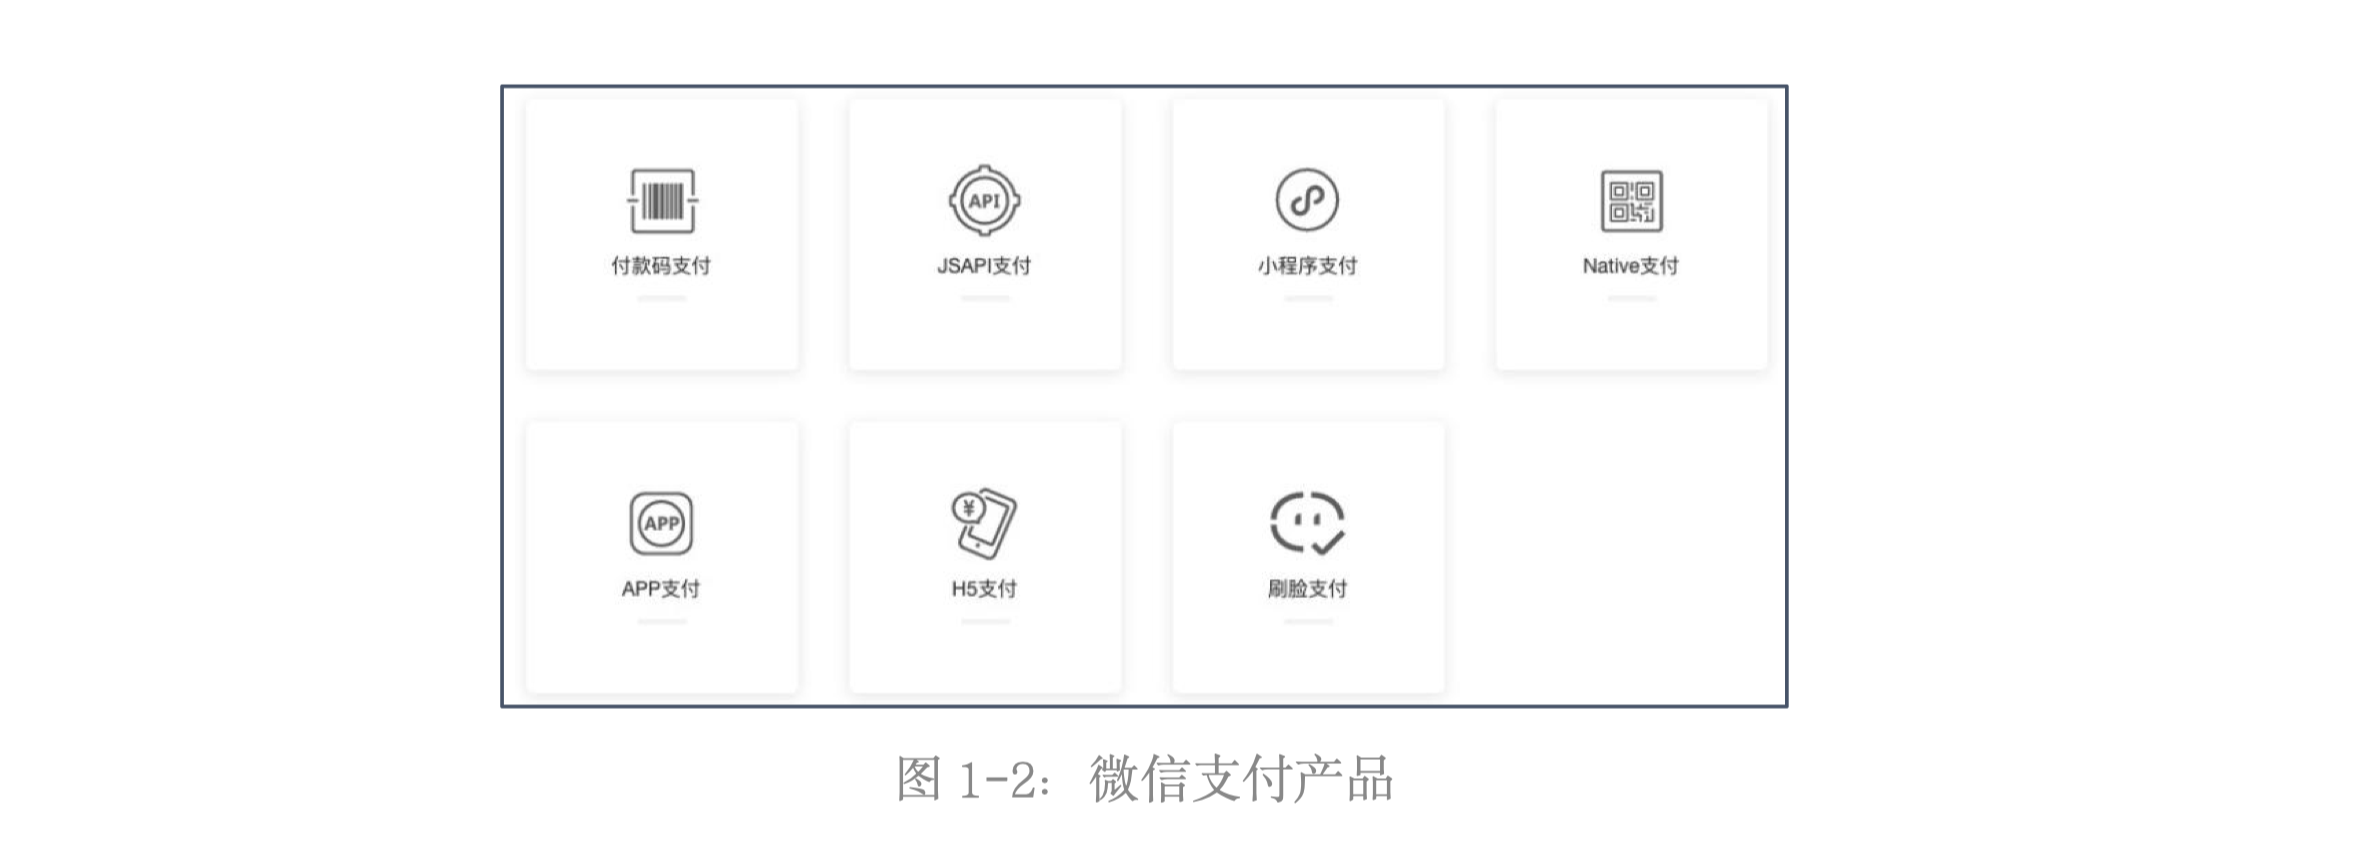 付款码支付
API
JSAPI支付
小程序支付
Native支付
APP
APP支付
¥
H5支付
刷脸支付
图 1-2：微信支付产品